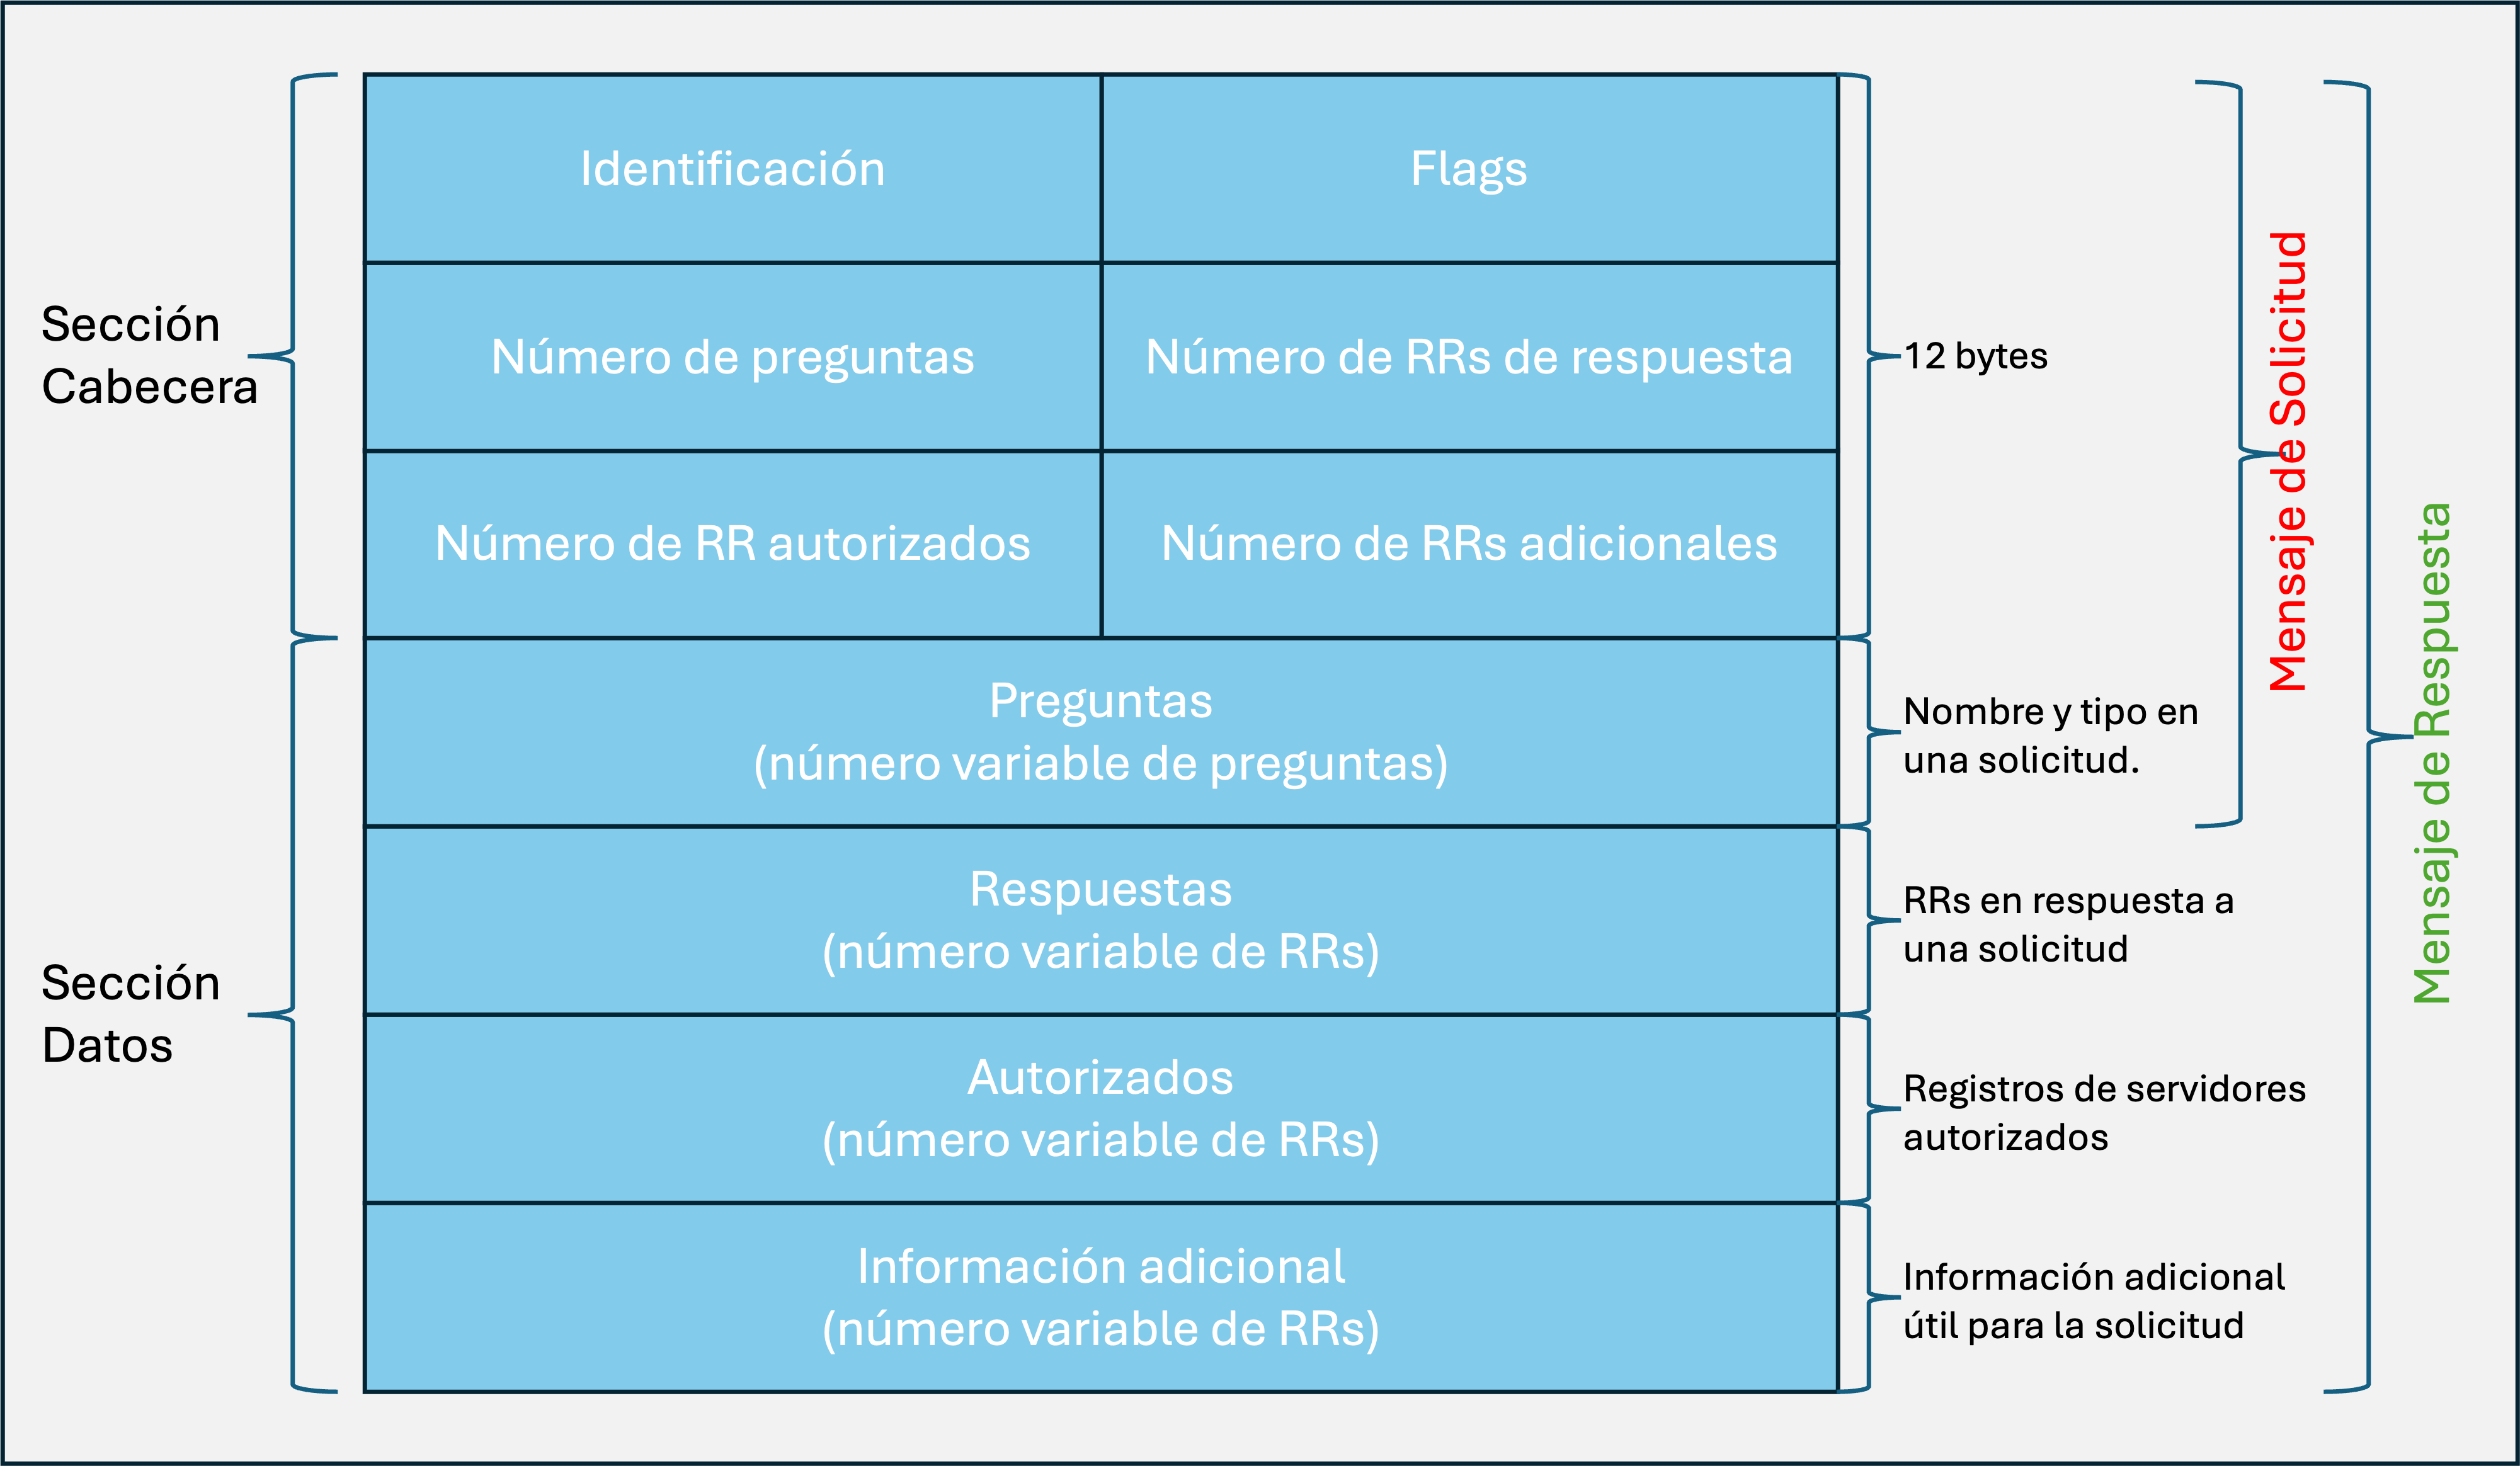 Sección
Cabecera
Identificación
Flags
Número de preguntas
Número de RRs de respuesta
Número de RR autorizados
Número de RRs adicionales
12 bytes
Mensaje de Solicitud
Mensaje de Respuesta
Sección
Datos
Preguntas
(número variable de preguntas)
Nombre y tipo en
una solicitud.
Respuestas
(número variable de RRs)
RRs en respuesta a
una solicitud
Autorizados
(número variable de RRs)
Registros de servidores
autorizados
Información adicional
(número variable de RRs)
Información adicional
útil para la solicitud